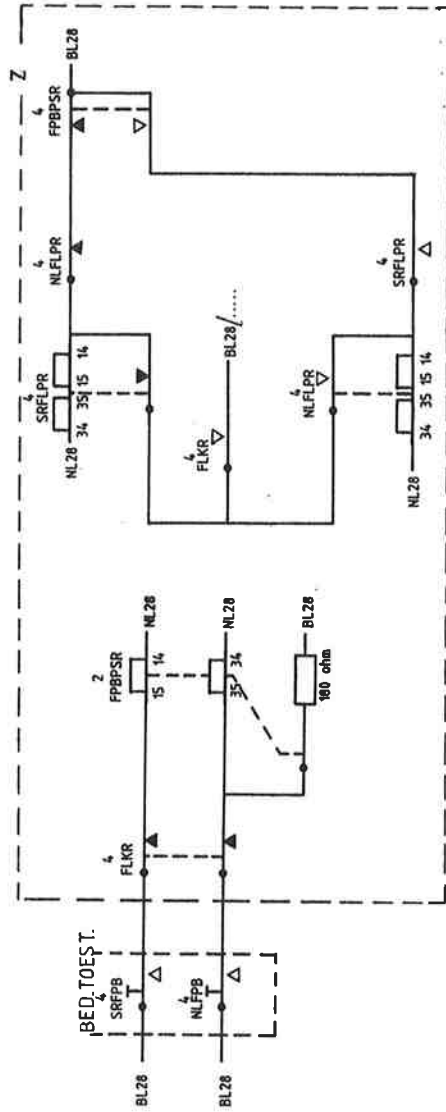 BED.TOEST.
BL28
4
SRFPB
BL28
4
NLFPB
4
FLKR
2
FPBPSR
15 14
NL28
35 34
NL28
BL28
180 ohm
Z
4
SRFLPR
NL28
34 35 15 14
4
NLFLPR
4
FPBPSR
BL28
4
FLKR
BL28/......
4
NLFLPR
NL28
34 35 15 14
4
SRFLPR